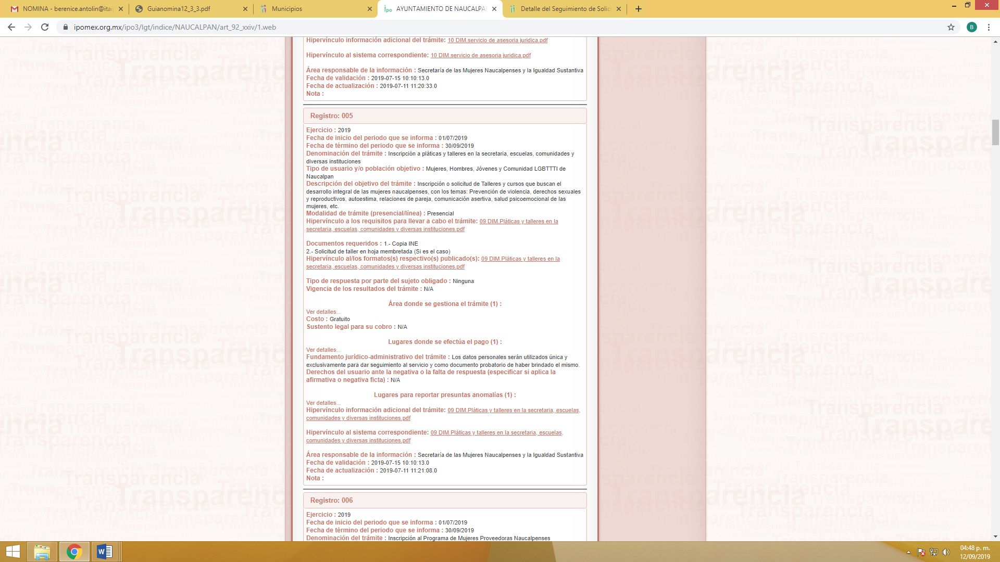 NOMINA - berenice.antolin@itai
Guianomina12_3_3.pdf
Municipios
AYUNTAMIENTO DE NAUCALPA
Detalle del Seguimiento de Solici
ipomex.org.mx/ipo3/lgt/indice/NAUCALPAN/art_92_xxiv/1.web
B
Hipervínculo información adicional del trámite: 10 DIM.servicio de asesoria juridica.pdf
Hipervínculo al sistema correspondiente: 10 DIM.servicio de asesoria juridica.pdf
Área responsable de la información : Secretaría de las Mujeres Naucalpenses y la Igualdad Sustantiva
Fecha de validación : 2019-07-15 10:10:13.0
Fecha de actualización : 2019-07-11 11:20:33.0
Nota :
Registro: 005
Ejercicio : 2019
Fecha de inicio del periodo que se informa : 01/07/2019
Fecha de término del periodo que se informa : 30/09/2019
Denominación del trámite : Inscripción a pláticas y talleres en la secretaria, escuelas, comunidades y
diversas instituciones
Tipo de usuario y/o población objetivo : Mujeres, Hombres, Jóvenes y Comunidad LGBTTTI de
Naucalpan
Descripción del objetivo del trámite : Inscripción o solicitud de Talleres y cursos que buscan el
desarrollo integral de las mujeres naucalpenses, con los temas: Prevención de violencia, derechos sexuales
y reproductivos, autoestima, relaciones de pareja, comunicación asertiva, salud psicoemocional de las
mujeres, etc.
Modalidad de trámite (presencial/línea) : Presencial
Hipervínculo a los requisitos para llevar a cabo el trámite: 09 DIM.Pláticas y talleres en la
secretaria, escuelas, comunidades y diversas instituciones.pdf
Documentos requeridos : 1.- Copia INE
2.- Solicitud de taller en hoja membretada (Si es el caso)
Hipervínculo al/los formatos(s) respectivo(s) publicado(s): 09 DIM.Pláticas y talleres en la
secretaria, escuelas, comunidades y diversas instituciones.pdf
Tipo de respuesta por parte del sujeto obligado : Ninguna
Vigencia de los resultados del trámite : N/A
Área donde se gestiona el trámite (1) :
Ver detalles...
Costo : Gratuito
Sustento legal para su cobro : N/A
Lugares donde se efectúa el pago (1) :
Ver detalles...
Fundamento jurídico-administrativo del trámite : Los datos personales serán utilizados única y
exclusivamente para dar seguimiento al servicio y como documento probatorio de haber brindado el mismo.
Derechos del usuario ante la negativa o la falta de respuesta (especificar si aplica la
afirmativa o negativa ficta) : N/A
Lugares para reportar presuntas anomalías (1) :
Ver detalles...
Hipervínculo información adicional del trámite: 09 DIM.Pláticas y talleres en la secretaria, escuelas,
comunidades y diversas instituciones.pdf
Hipervínculo al sistema correspondiente: 09 DIM.Pláticas y talleres en la secretaria, escuelas,
comunidades y diversas instituciones.pdf
Área responsable de la información : Secretaría de las Mujeres Naucalpenses y la Igualdad Sustantiva
Fecha de validación : 2019-07-15 10:10:13.0
Fecha de actualización : 2019-07-11 11:21:08.0
Nota :
Registro: 006
Ejercicio : 2019
Fecha de inicio del periodo que se informa : 01/07/2019
Fecha de término del periodo que se informa : 30/09/2019
Denominación del trámite : Inscripción al Programa de Mujeres Proveedoras Naucalpenses
04:48 p. m.
12/09/2019